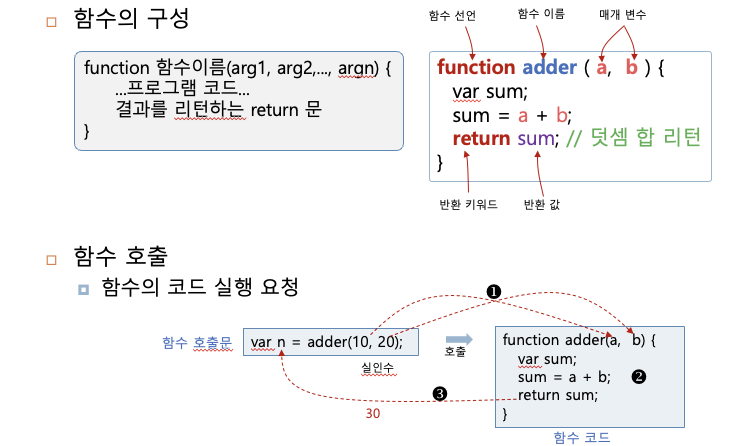 함수의 구성
function 함수이름(arg1, arg2,..., argn) {
...프로그램 코드...
결과를 리턴하는 return 문
}
함수 선언
함수 이름
매개 변수
function adder ( a, b ) {
var sum;
sum = a + b;
return sum; // 덧셈 합 리턴
}
반환 키워드
반환 값
함수 호출
함수의 코드 실행 요청
❶
함수 호출문
var n = adder(10, 20);
실인수
호출
function adder(a, b) {
var sum;
sum = a + b; ❷
return sum;
}
❸
30
함수 코드